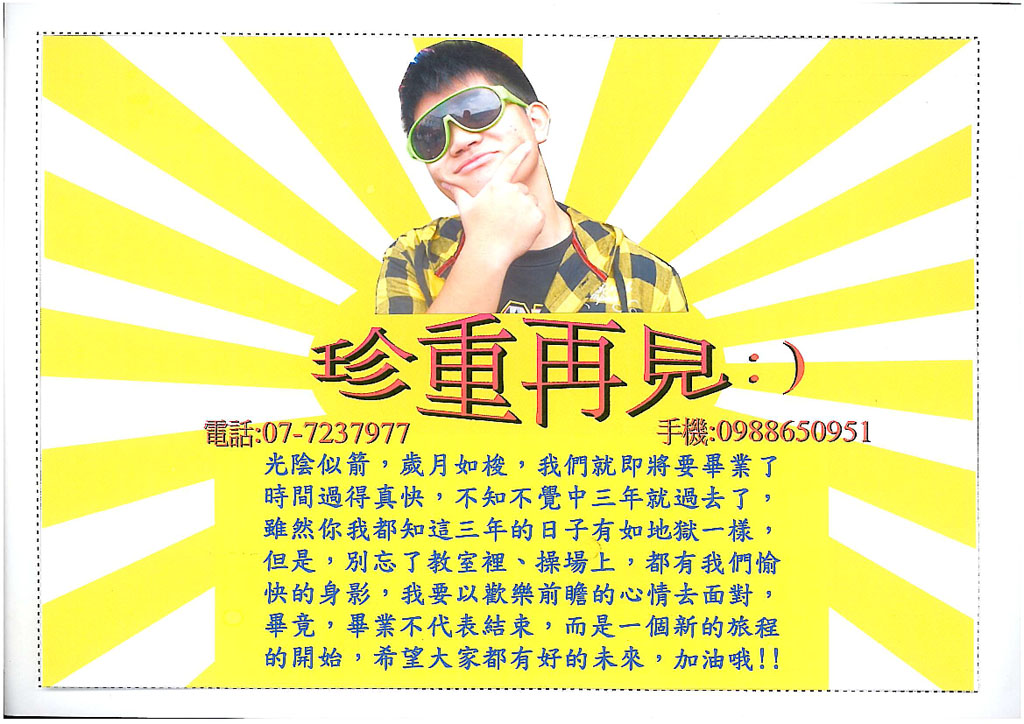 珍重再見:)
電話:07-7237977 手機:0988650951
光陰似箭，歲月如梭，我們就即將要畢業了
時間過得真快，不知不覺中三年就過去了，
雖然你我都知這三年的日子有如地獄一樣，
但是，別忘了教室裡、操場上，都有我們愉
快的身影，我要以歡樂前瞻的心情去面對，
畢竟，畢業不代表結束，而是一個新的旅程
的開始，希望大家都有好的未來，加油哦!!